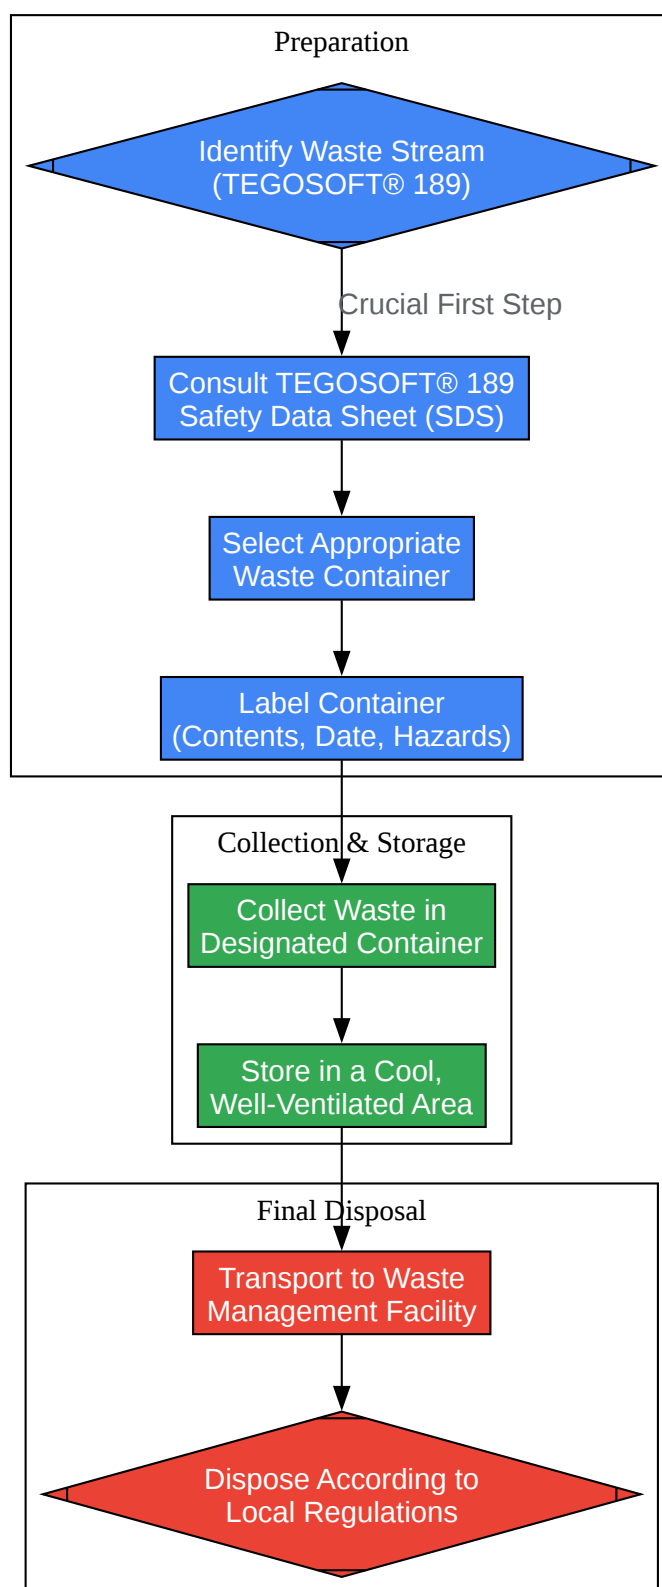 Preparation
Identify Waste Stream
(TEGOSOFT® 189)
Crucial First Step
Consult TEGOSOFT® 189
Safety Data Sheet (SDS)
Select Appropriate
Waste Container
Label Container
(Contents, Date, Hazards)
Collection & Storage
Collect Waste in
Designated Container
Store in a Cool,
Well-Ventilated Area
Final Disposal
Transport to Waste
Management Facility
Dispose According to
Local Regulations